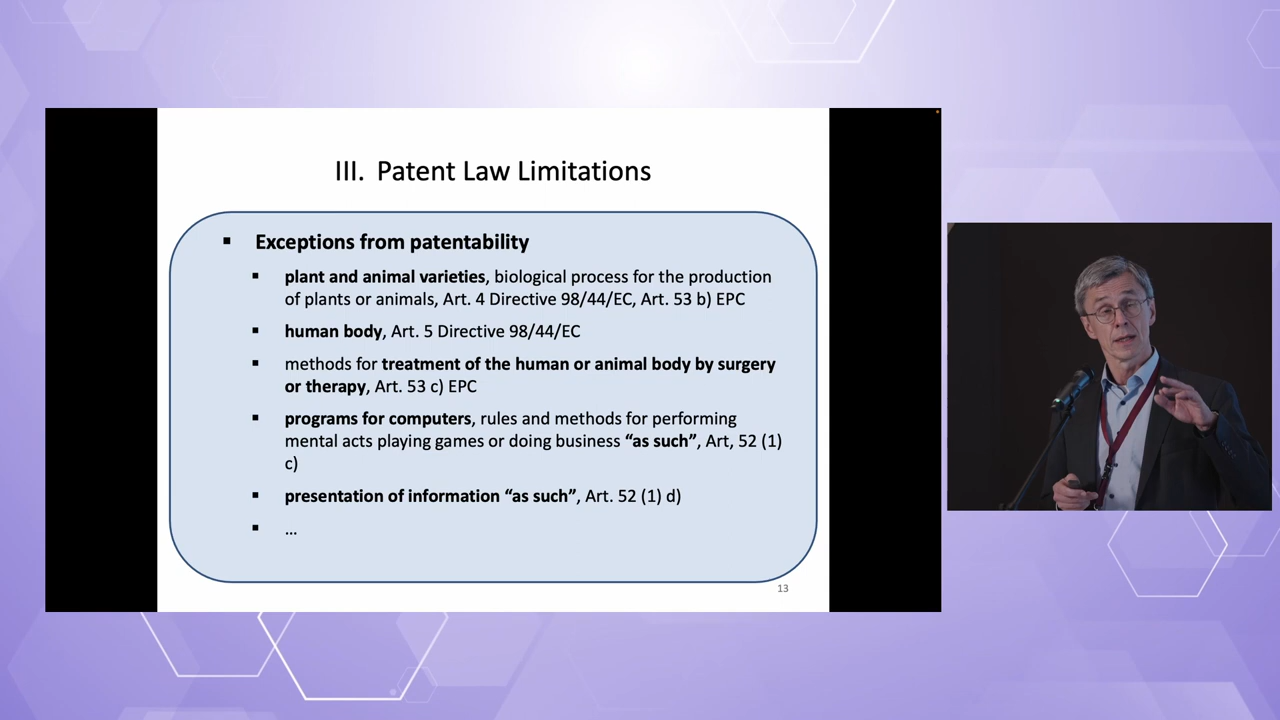 III. Patent Law Limitations
▪ Exceptions from patentability
▪ plant and animal varieties, biological process for the production
of plants or animals, Art. 4 Directive 98/44/EC, Art. 53 b) EPC
▪ human body, Art. 5 Directive 98/44/EC
▪ methods for treatment of the human or animal body by surgery
or therapy, Art. 53 c) EPC
▪ programs for computers, rules and methods for performing
mental acts playing games or doing business “as such”, Art, 52 (1)
c)
▪ presentation of information “as such”, Art. 52 (1) d)
▪ …
13